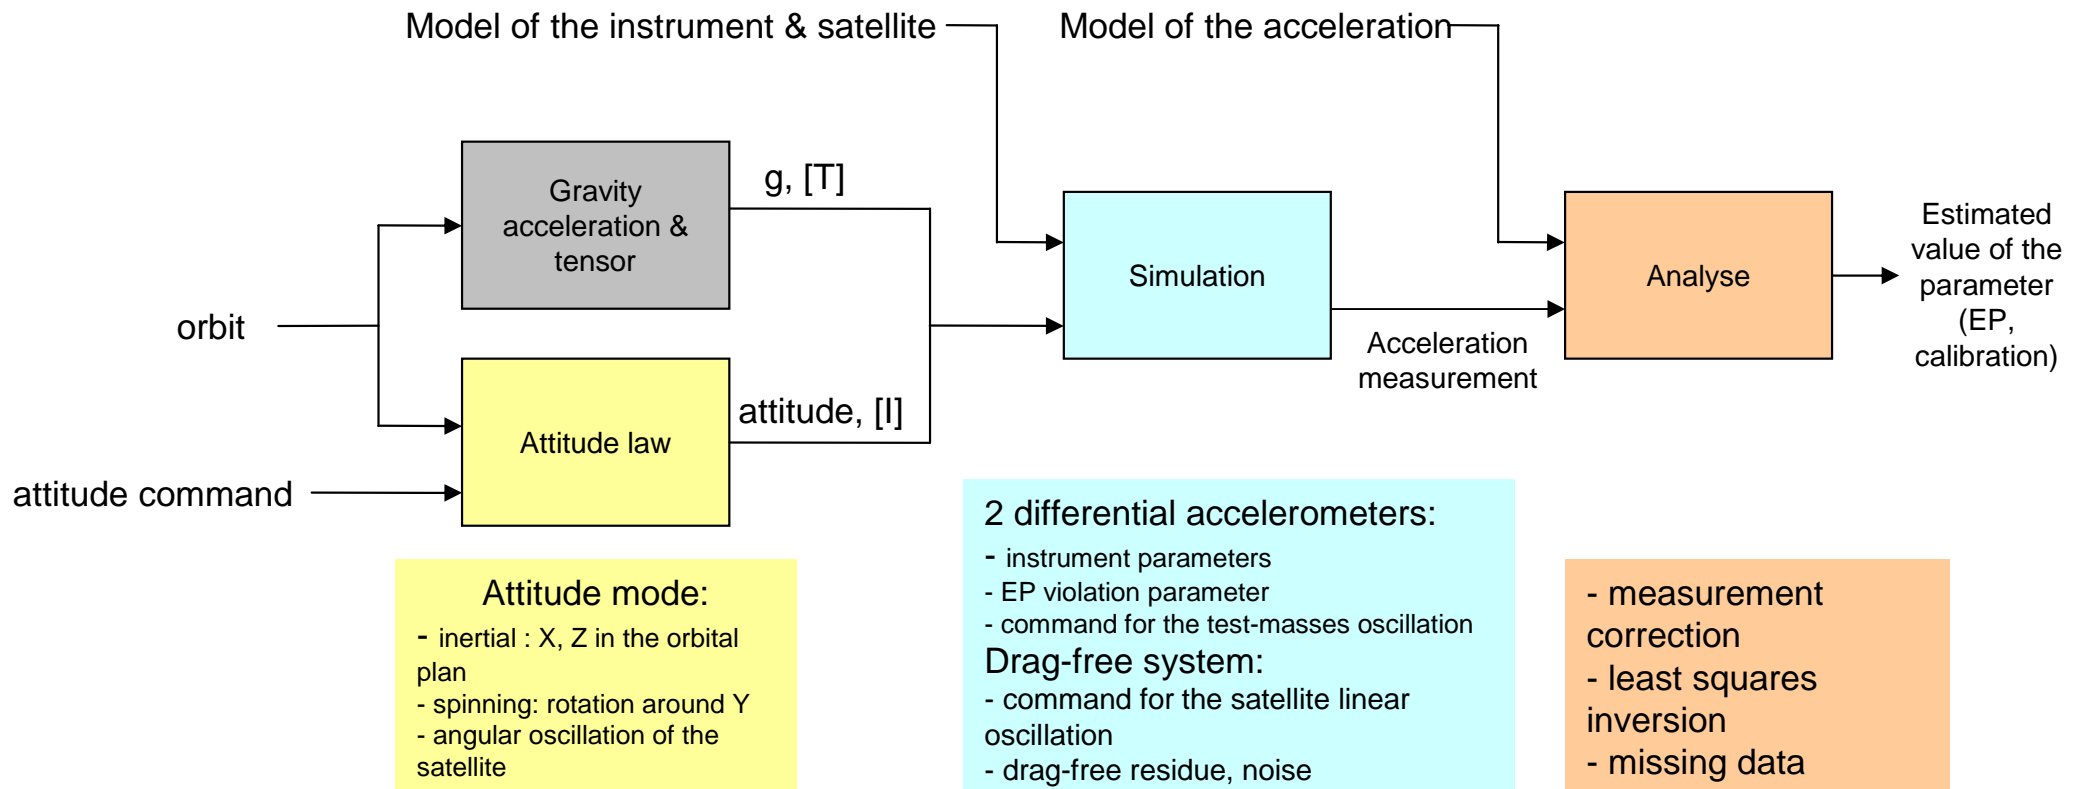 Model of the instrument & satellite
Model of the acceleration
Gravity
acceleration &
tensor
g, [T]
orbit
Attitude law
attitude, [I]
attitude command
Simulation
Acceleration
measurement
Analyse
Estimated
value of the
parameter
(EP,
calibration)
Attitude mode:
- inertial : X, Z in the orbital
plan
- spinning: rotation around Y
- angular oscillation of the
satellite
2 differential accelerometers:
- instrument parameters
- EP violation parameter
- command for the test-masses oscillation
Drag-free system:
- command for the satellite linear
oscillation
- drag-free residue, noise
- measurement
correction
- least squares
inversion
- missing data